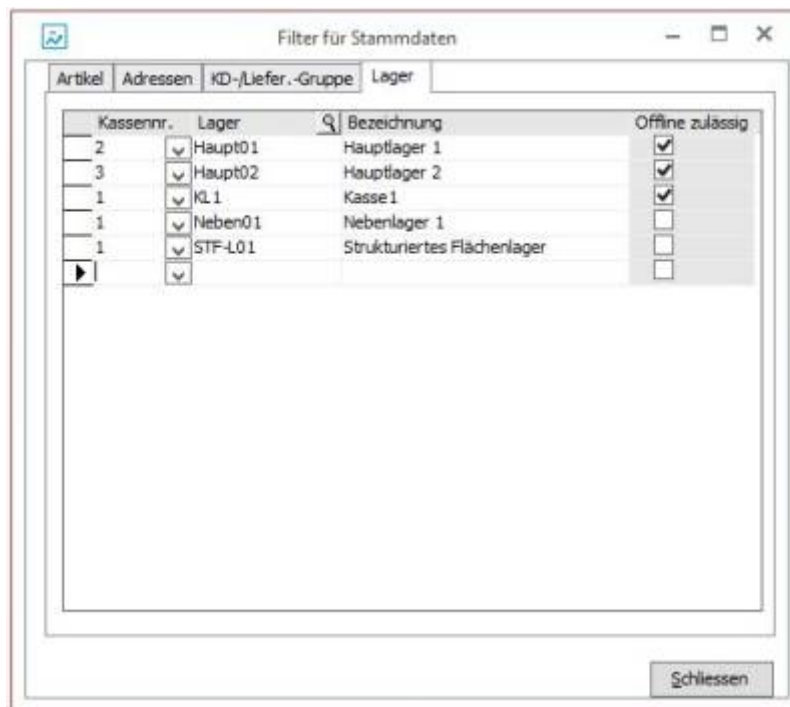 Filter für Stammdaten
Artikel Adressen KD-/Liefer.-Gruppe Lager
Kassennr. Lager Bezeichnung Offline zulässig
2 Haupt01 Hauptlager 1
3 Haupt02 Hauptlager 2
1 KL1 Kasse1
1 Neben01 Nebenlager 1
1 STF-L01 Strukturiertes Flächenlager
Schliessen